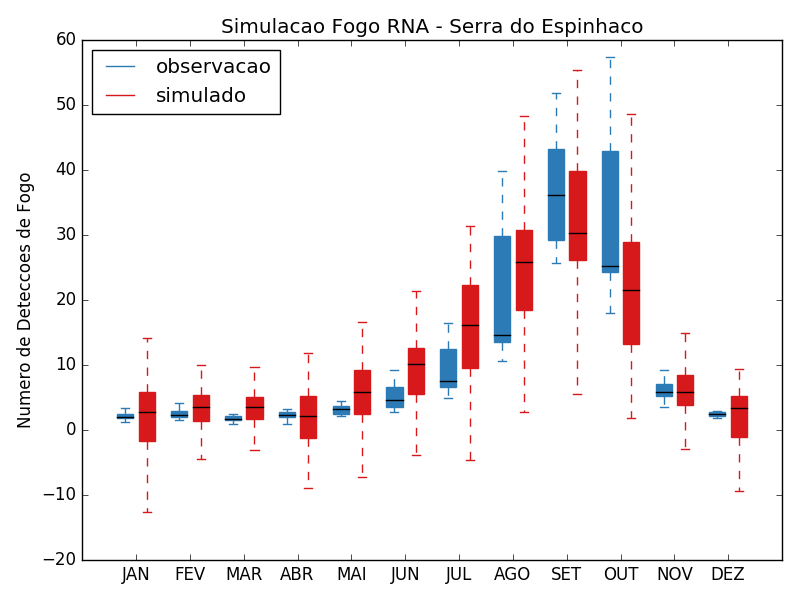 Simulacao Fogo RNA - Serra do Espinhaco
60
50
40
30
20
10
0
−10
−20
Numero de Deteccoes de Fogo
observacao
simulado
JAN FEV MAR ABR MAI JUN JUL AGO SET OUT NOV DEZ